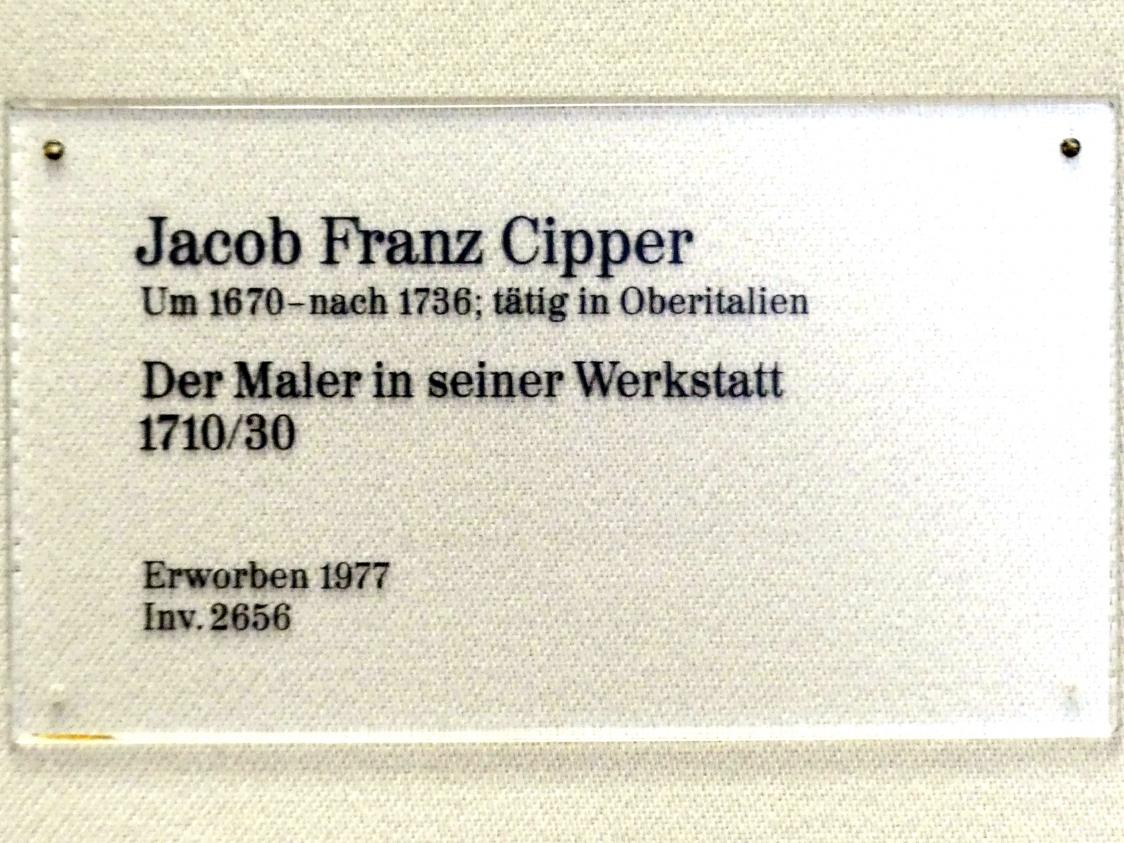 Jacob Franz Cipper
Um 1670–nach 1736; tätig in Oberitalien
Der Maler in seiner Werkstatt
1710/30
Erworben 1977
Inv. 2656